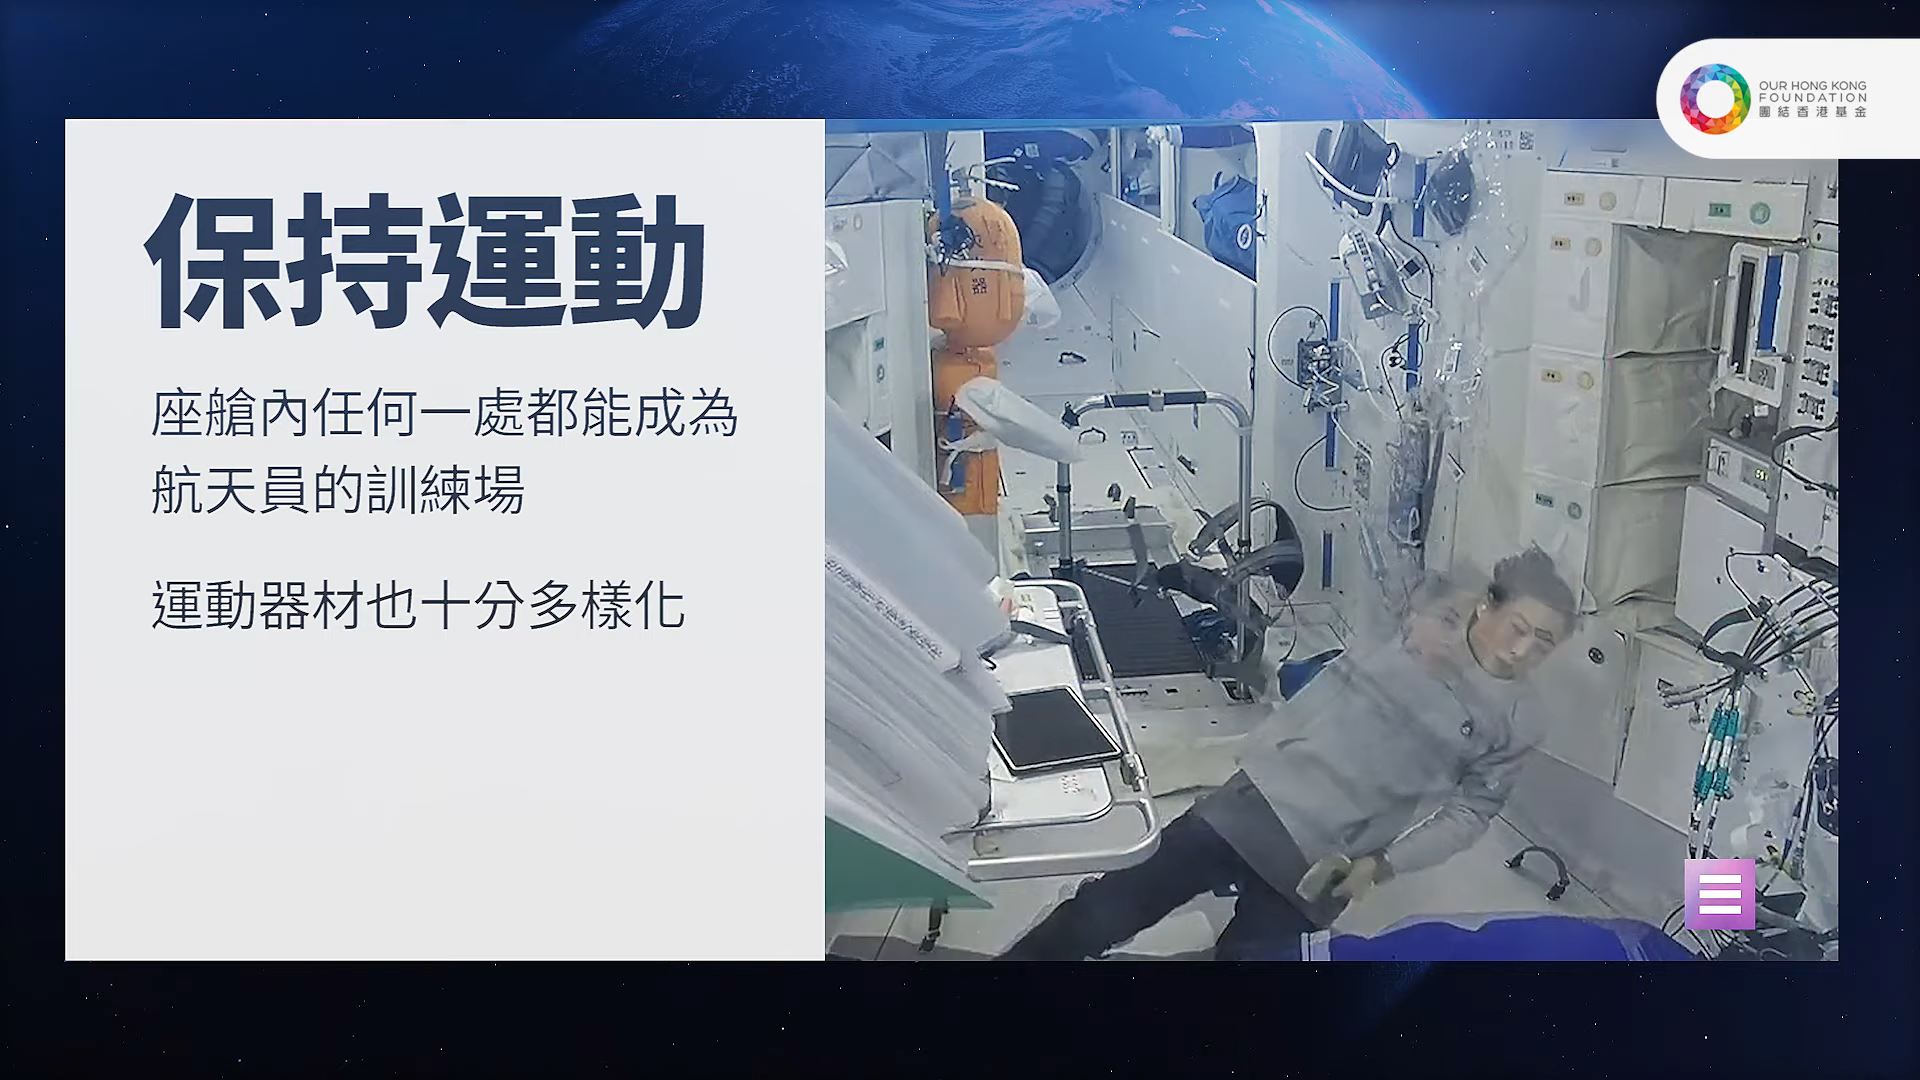 OUR HONG KONG
FOUNDATION
團結香港基金
保持運動
座艙內任何一處都能成為
航天員的訓練場
運動器材也十分多樣化
器